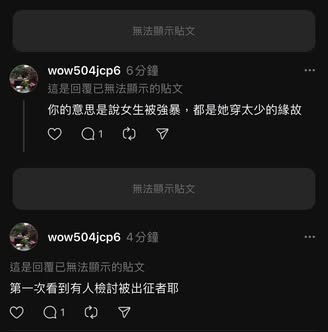 無法顯示貼文
wow504jcp6 6分鐘
這是回覆已無法顯示的貼文
你的意思是說女生被強暴，都是她穿太少的緣故
1
無法顯示貼文
wow504jcp6 4分鐘
這是回覆已無法顯示的貼文
第一次看到有人檢討被出征者耶
1